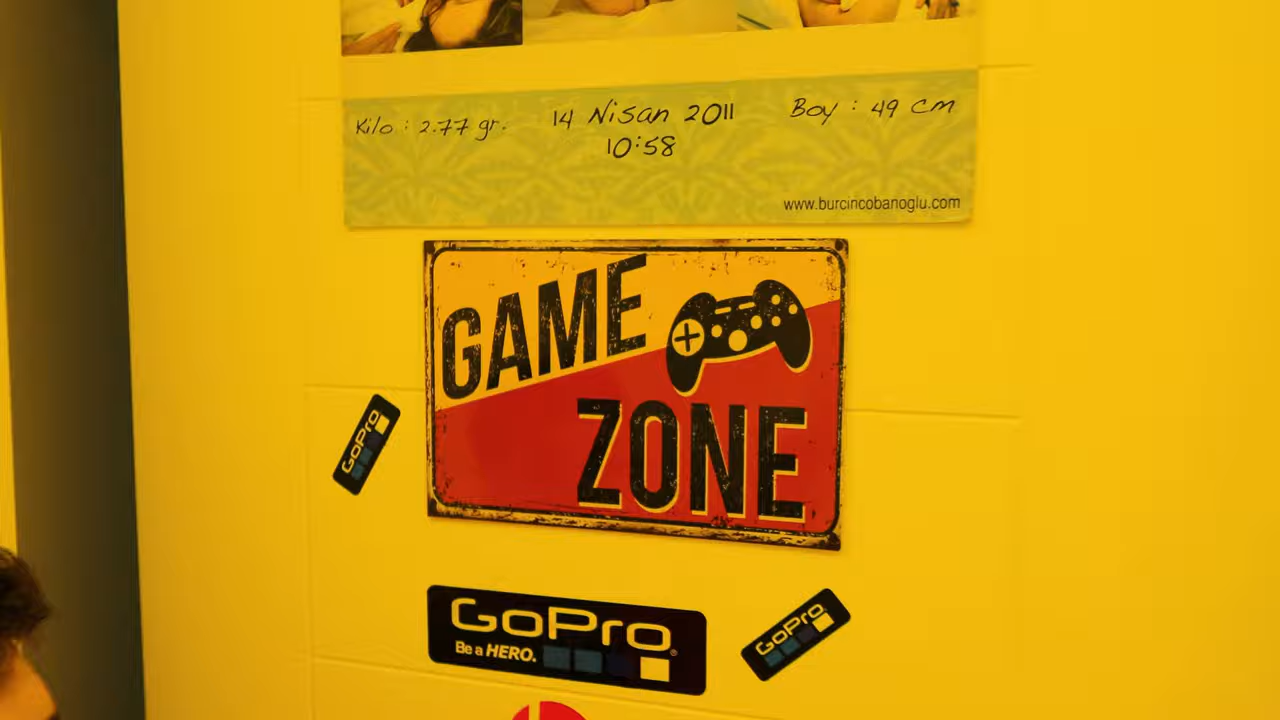 Kilo : 2.77 gr.
14 Nisan 2011
Boy : 49 cm
10:58
www.burcincobanoglu.com
GAME
ZONE
GoPro
GoPro
Be a HERO.
GoPro